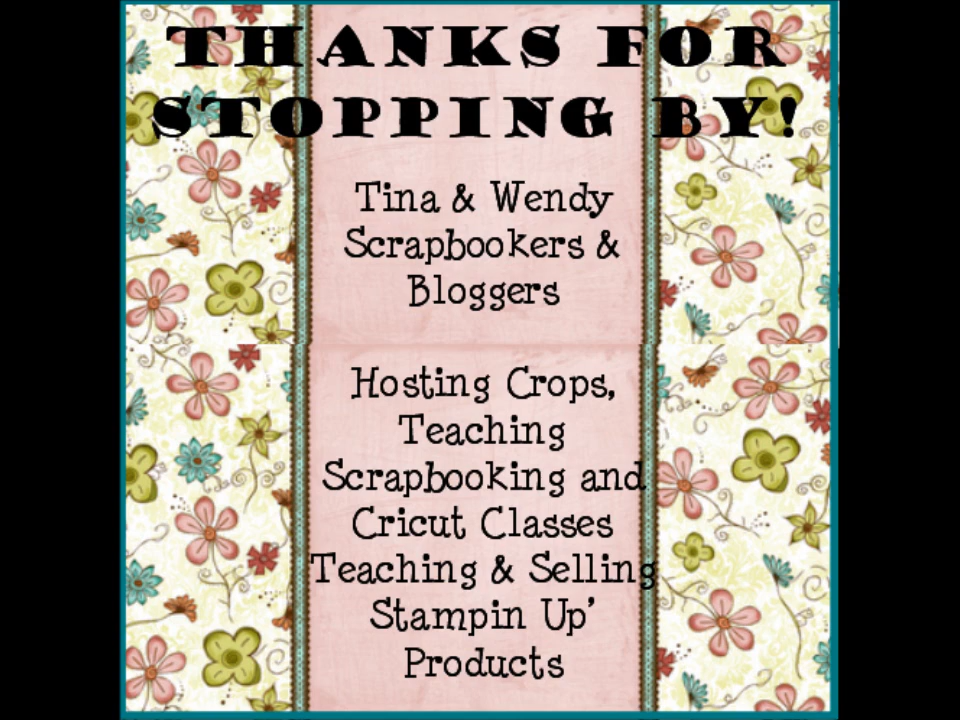 THANKS FOR
STOPPING BY!
Tina & Wendy
Scrapbookers &
Bloggers
Hosting Crops,
Teaching
Scrapbooking and
Cricut Classes
Teaching & Selling
Stampin Up'
Products